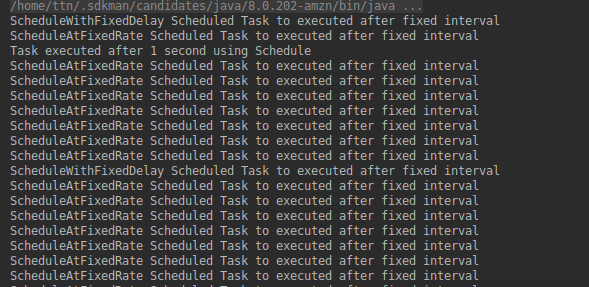 /home/ttn/.sdkman/candidates/java/8.0.202-amzn/bin/java ...
ScheduleWithFixedDelay Scheduled Task to executed after fixed interval
ScheduleAtFixedRate Scheduled Task to executed after fixed interval
Task executed after 1 second using Schedule
ScheduleAtFixedRate Scheduled Task to executed after fixed interval
ScheduleAtFixedRate Scheduled Task to executed after fixed interval
ScheduleAtFixedRate Scheduled Task to executed after fixed interval
ScheduleAtFixedRate Scheduled Task to executed after fixed interval
ScheduleAtFixedRate Scheduled Task to executed after fixed interval
ScheduleAtFixedRate Scheduled Task to executed after fixed interval
ScheduleAtFixedRate Scheduled Task to executed after fixed interval
ScheduleWithFixedDelay Scheduled Task to executed after fixed interval
ScheduleAtFixedRate Scheduled Task to executed after fixed interval
ScheduleAtFixedRate Scheduled Task to executed after fixed interval
ScheduleAtFixedRate Scheduled Task to executed after fixed interval
ScheduleAtFixedRate Scheduled Task to executed after fixed interval
ScheduleAtFixedRate Scheduled Task to executed after fixed interval
ScheduleAtFixedRate Scheduled Task to executed after fixed interval
ScheduleAtFixedRate Scheduled Task to executed after fixed interval
ScheduleAtFixedRate Scheduled Task to executed after fixed interval